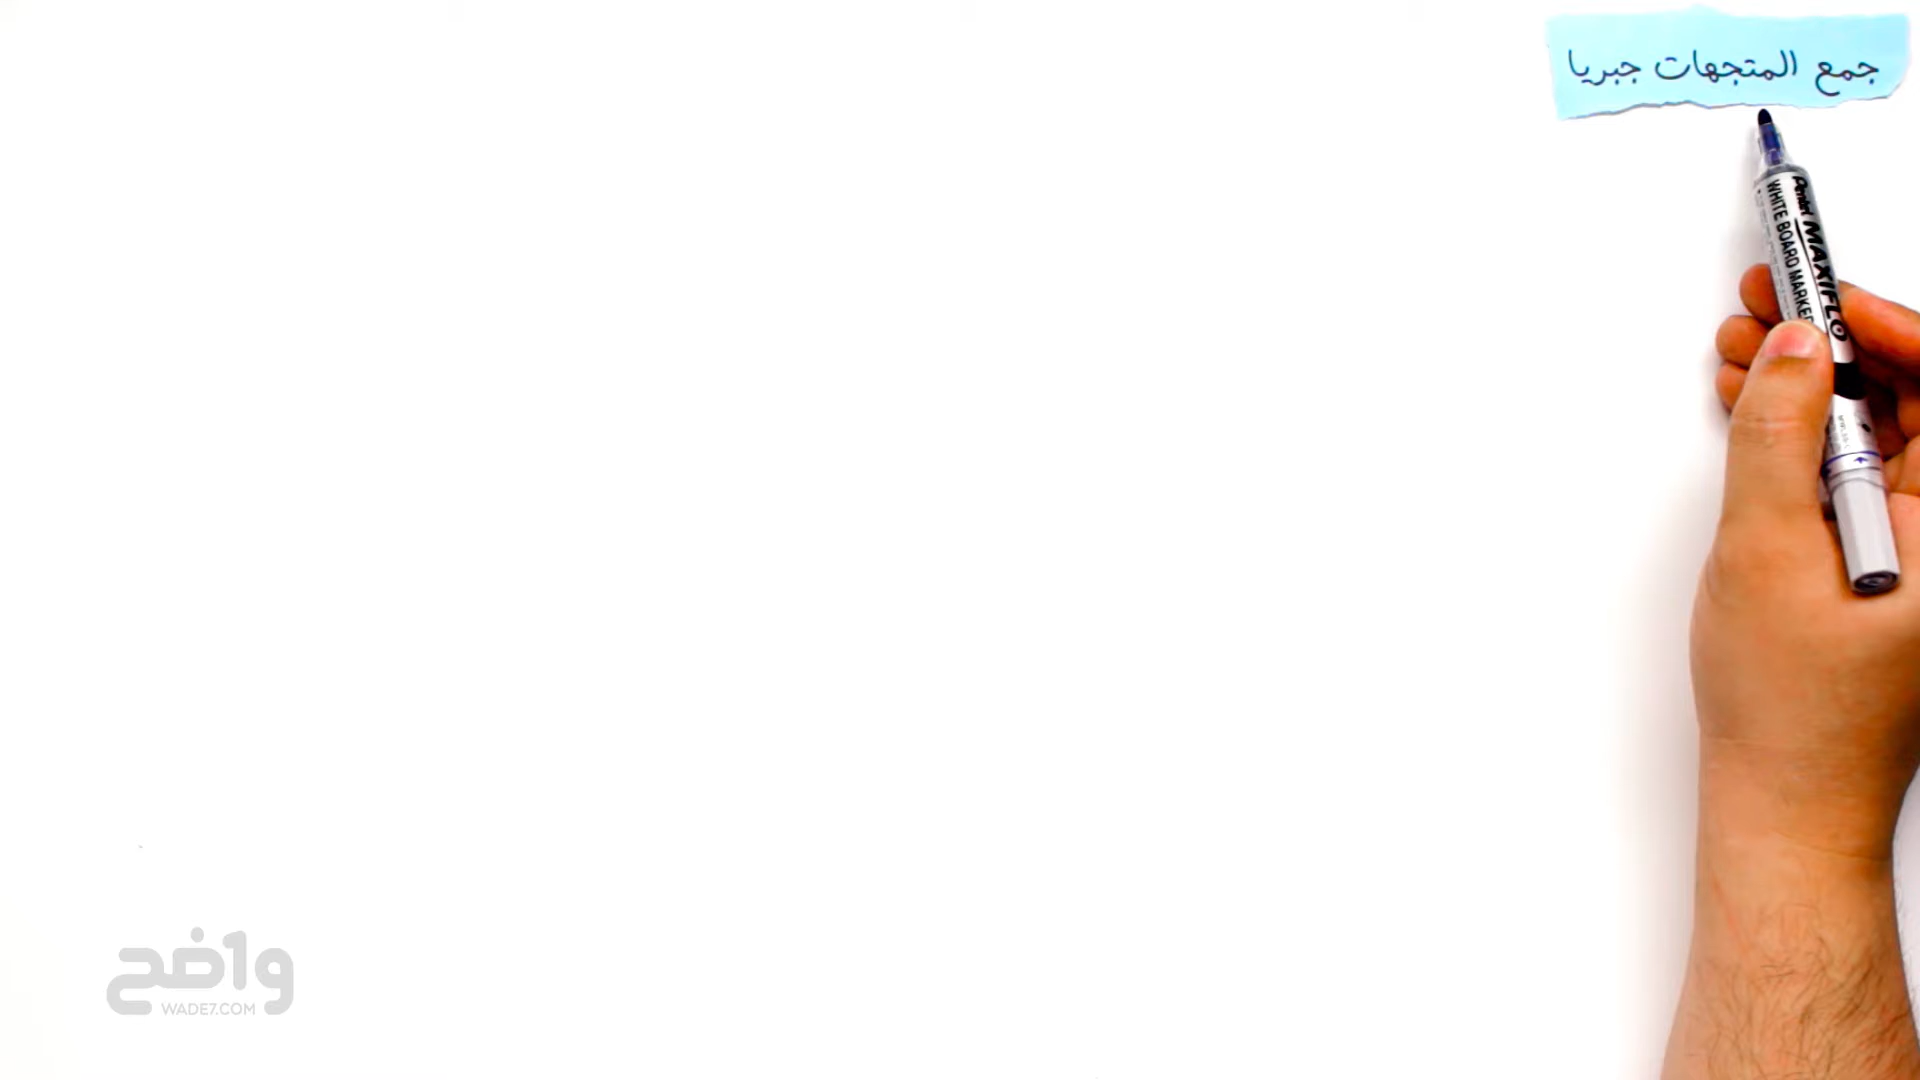 جمع المتجهات جبريا
Pentel MAXIFLO
WHITE BOARD MARKER
واضح
WADE7.COM